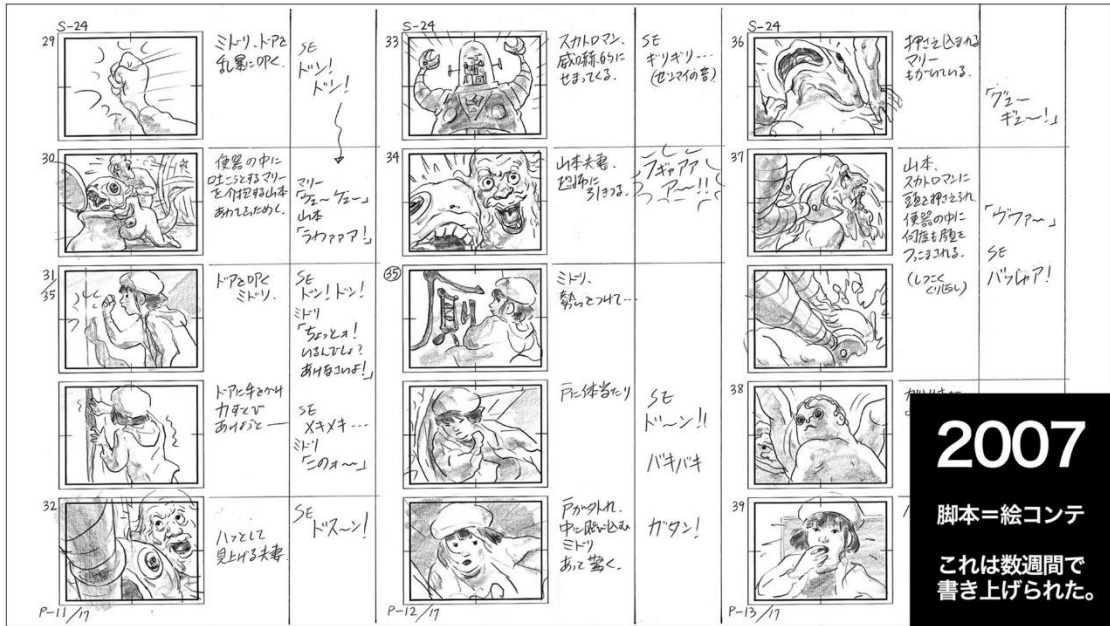 S-24
29
ミドリ、ドアを
乱暴に叩く.
SE
ドン!
ドン!
30
便器の中に
吐こうとするマリー
を介抱する山本
あわてふためく.
マリー
「ヴェ〜ゲェ〜」
山本
「うわァァア!」
31
35
ドアを叩く
ミドリ.
SE
ドン!ドン!
ミドリ
「ちょっとォ!
いるんでしょ?
あけなさいよ!」
ドアに手をかけ
力ずくで
あけようと——
SE
メキメキ...
ミドリ
「このォ〜」
32
ハッとして
見上げる夫妻.
SE
ドス〜ン!
P-11/17
33
スカトロマン、
威嚇的に
せまってくる.
SE
ギリギリ...
(ゼンマイの音)
34
山本夫妻、
恐怖に
引きつる.
フギャアア
ア〜!!
35
廁
ミドリ、
勢いをつけて...
戸に体当たり
SE
ド〜ン!!
バキバキ
戸が外れ、
中に
ミドリ
あっと驚く.
ガタン!
P-12/17
S-24
36
押さえ込まれる
マリー
もがいている.
「グェ〜
ギュ〜!」
37
山本、
スカトロマンに
頭を押さえられ
便器の中に
何度も顔を
つっこまれる.
(しつこく
くり返し)
「ヴファ〜」
SE
バッシャア!
38
39
P-13/17
2007
脚本=絵コンテ
これは数週間で
書き上げられた。